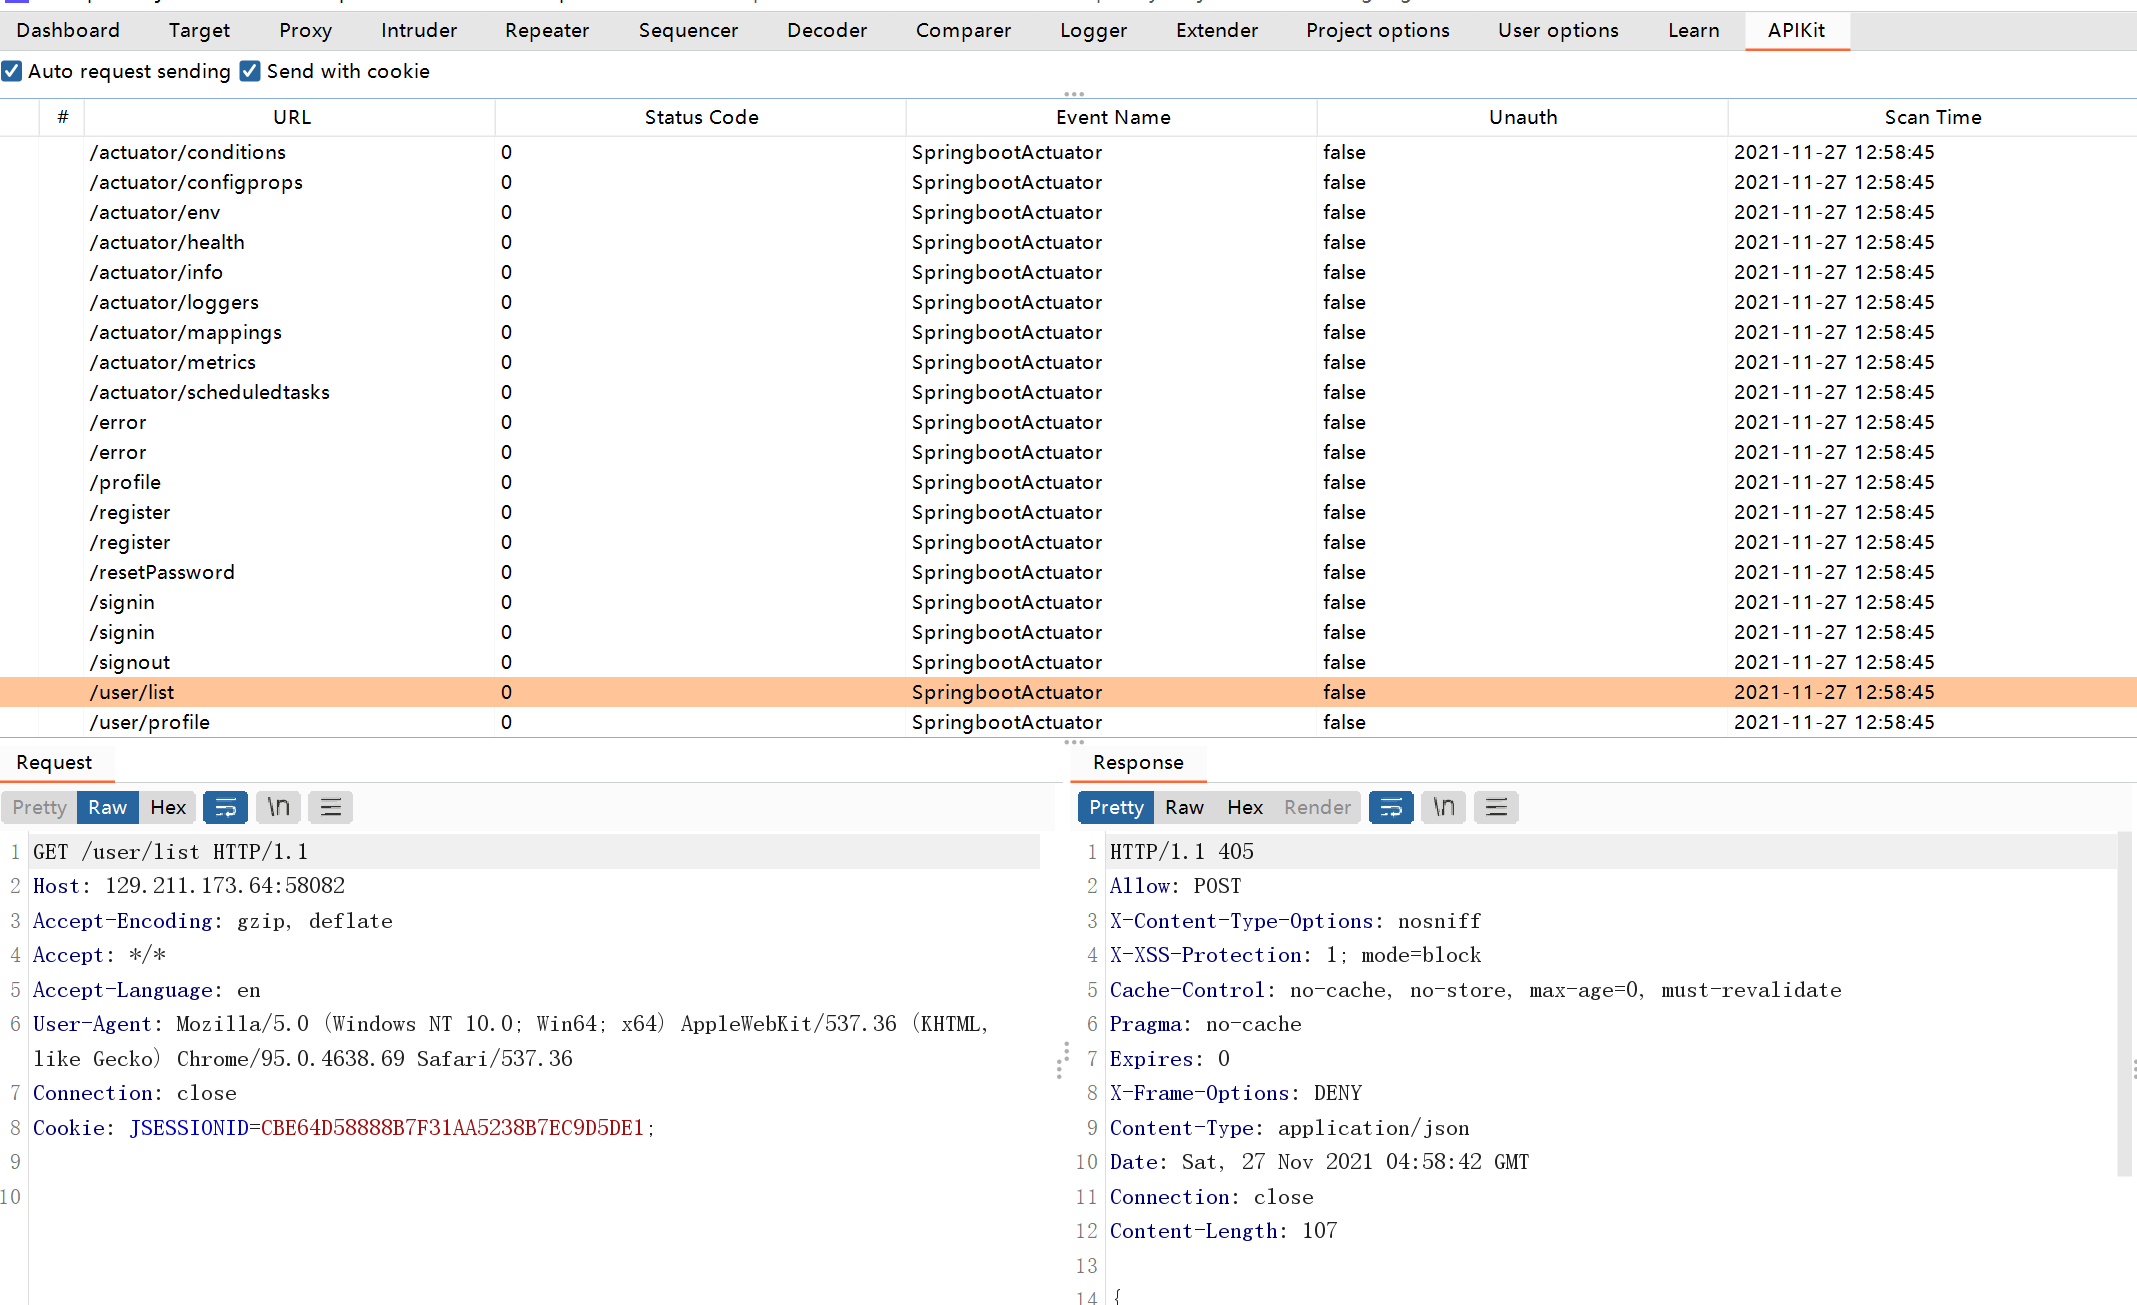 Dashboard Target Proxy Intruder Repeater Sequencer Decoder Comparer Logger Extender Project options User options Learn APIKit
Auto request sending Send with cookie
# URL Status Code Event Name Unauth Scan Time
/actuator/conditions 0 SpringbootActuator false 2021-11-27 12:58:45
/actuator/configprops 0 SpringbootActuator false 2021-11-27 12:58:45
/actuator/env 0 SpringbootActuator false 2021-11-27 12:58:45
/actuator/health 0 SpringbootActuator false 2021-11-27 12:58:45
/actuator/info 0 SpringbootActuator false 2021-11-27 12:58:45
/actuator/loggers 0 SpringbootActuator false 2021-11-27 12:58:45
/actuator/mappings 0 SpringbootActuator false 2021-11-27 12:58:45
/actuator/metrics 0 SpringbootActuator false 2021-11-27 12:58:45
/actuator/scheduledtasks 0 SpringbootActuator false 2021-11-27 12:58:45
/error 0 SpringbootActuator false 2021-11-27 12:58:45
/error 0 SpringbootActuator false 2021-11-27 12:58:45
/profile 0 SpringbootActuator false 2021-11-27 12:58:45
/register 0 SpringbootActuator false 2021-11-27 12:58:45
/register 0 SpringbootActuator false 2021-11-27 12:58:45
/resetPassword 0 SpringbootActuator false 2021-11-27 12:58:45
/signin 0 SpringbootActuator false 2021-11-27 12:58:45
/signin 0 SpringbootActuator false 2021-11-27 12:58:45
/signout 0 SpringbootActuator false 2021-11-27 12:58:45
/user/list 0 SpringbootActuator false 2021-11-27 12:58:45
/user/profile 0 SpringbootActuator false 2021-11-27 12:58:45
Request
Pretty Raw Hex \n
1 GET /user/list HTTP/1.1
2 Host: 129.211.173.64:58082
3 Accept-Encoding: gzip, deflate
4 Accept: */*
5 Accept-Language: en
6 User-Agent: Mozilla/5.0 (Windows NT 10.0; Win64; x64) AppleWebKit/537.36 (KHTML,
like Gecko) Chrome/95.0.4638.69 Safari/537.36
7 Connection: close
8 Cookie: JSESSIONID=CBE64D58888B7F31AA5238B7EC9D5DE1;
9
10
Response
Pretty Raw Hex Render \n
1 HTTP/1.1 405
2 Allow: POST
3 X-Content-Type-Options: nosniff
4 X-XSS-Protection: 1; mode=block
5 Cache-Control: no-cache, no-store, max-age=0, must-revalidate
6 Pragma: no-cache
7 Expires: 0
8 X-Frame-Options: DENY
9 Content-Type: application/json
10 Date: Sat, 27 Nov 2021 04:58:42 GMT
11 Connection: close
12 Content-Length: 107
13
14 {